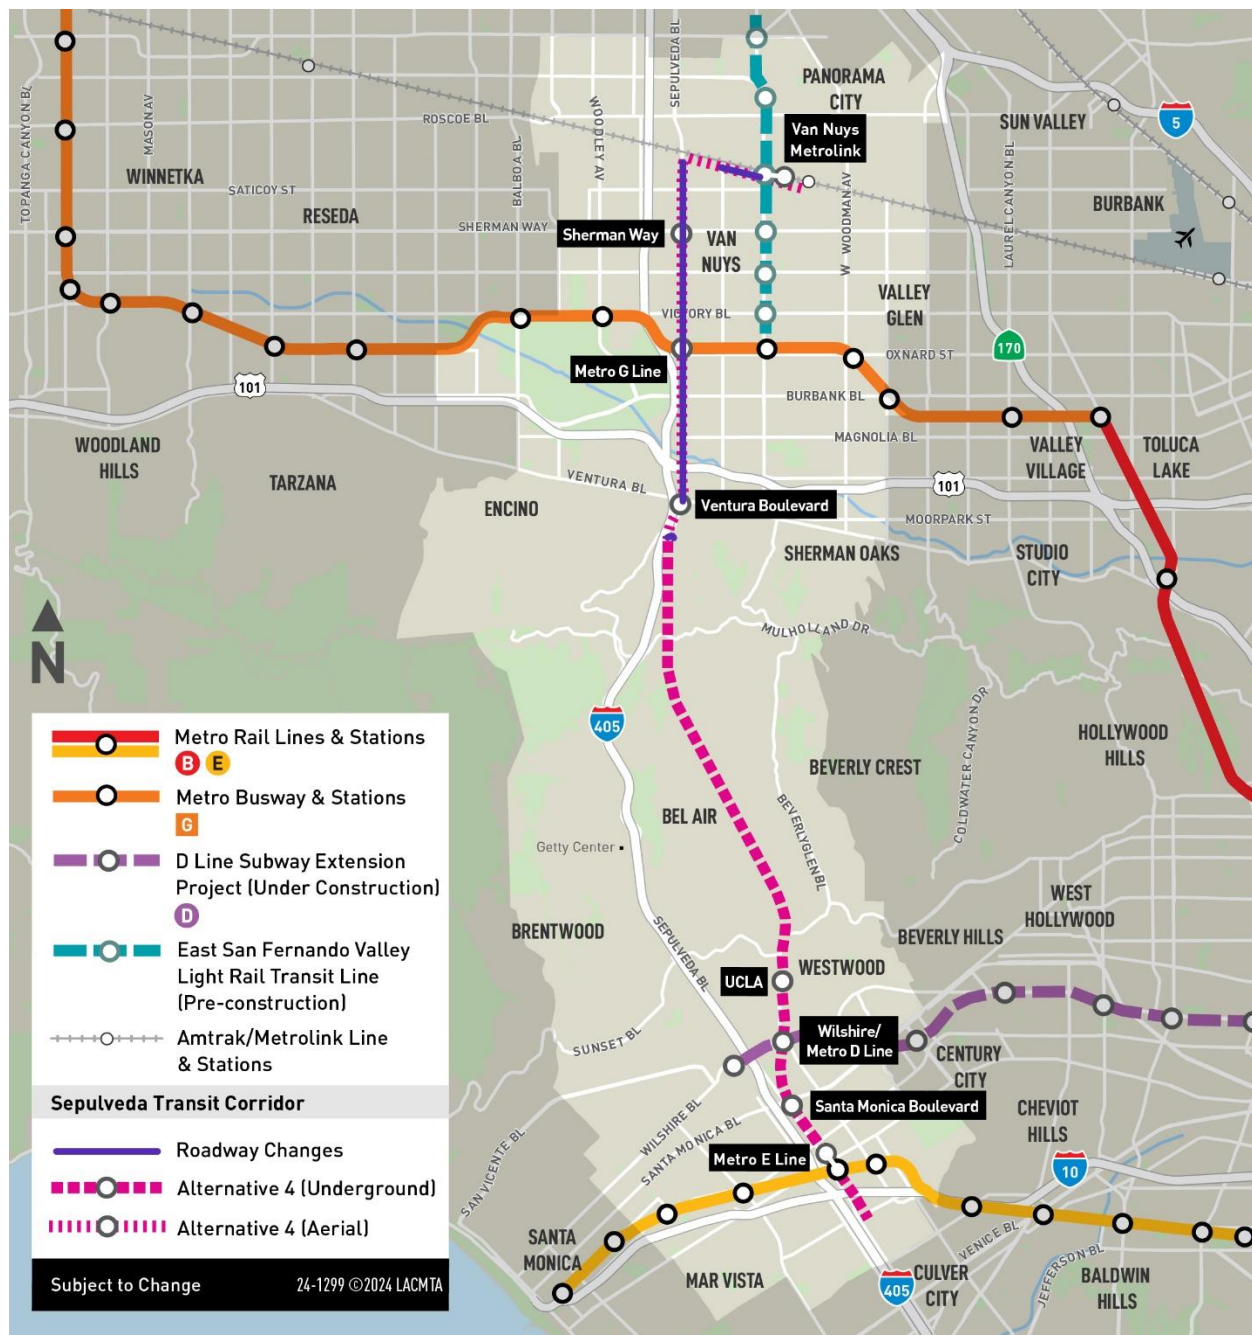 TOPANGA CANYON BL
MASON AV
WINNETKA
SATICOY ST
RESEDA
ROSCOE BL
BALBOA BL
SHERMAN WAY
WOODLEY AV
SEPULVEDA BL
PANORAMA
CITY
Van Nuys
Metrolink
SUN VALLEY
5
BURBANK
LAUREL CANYON BL
W WOODMAN AV
Sherman Way
VAN
NUYS
VICTORY BL
VALLEY
GLEN
OXNARD ST
170
Metro G Line
BURBANK BL
MAGNOLIA BL
101
WOODLAND
HILLS
TARZANA
VENTURA BL
ENCINO
Ventura Boulevard
VALLEY
VILLAGE
TOLUCA
LAKE
101
MOORPARK ST
SHERMAN OAKS
STUDIO
CITY
MULHOLLAND DR
N
405
COLDWATER CANYON DR
HOLLYWOOD
HILLS
BEVERLY CREST
BEL AIR
BEVERLY GLEN BL
Getty Center
BRENTWOOD
SEPULVEDA BL
WEST
HOLLYWOOD
BEVERLY HILLS
WESTWOOD
UCLA
SUNSET BL
Wilshire/
Metro D Line
CENTURY
CITY
Santa Monica Boulevard
CHEVIOT
HILLS
WILSHIRE BL
SANTA MONICA BL
SAN VICENTE BL
Metro E Line
10
SANTA
MONICA
MAR VISTA
VENICE BL
JEFFERSON BL
405
CULVER
CITY
BALDWIN
HILLS
Metro Rail Lines & Stations
B E
Metro Busway & Stations
G
D Line Subway Extension
Project (Under Construction)
D
East San Fernando Valley
Light Rail Transit Line
(Pre-construction)
Amtrak/Metrolink Line
& Stations
Sepulveda Transit Corridor
Roadway Changes
Alternative 4 (Underground)
Alternative 4 (Aerial)
Subject to Change 24-1299 ©2024 LACMTA